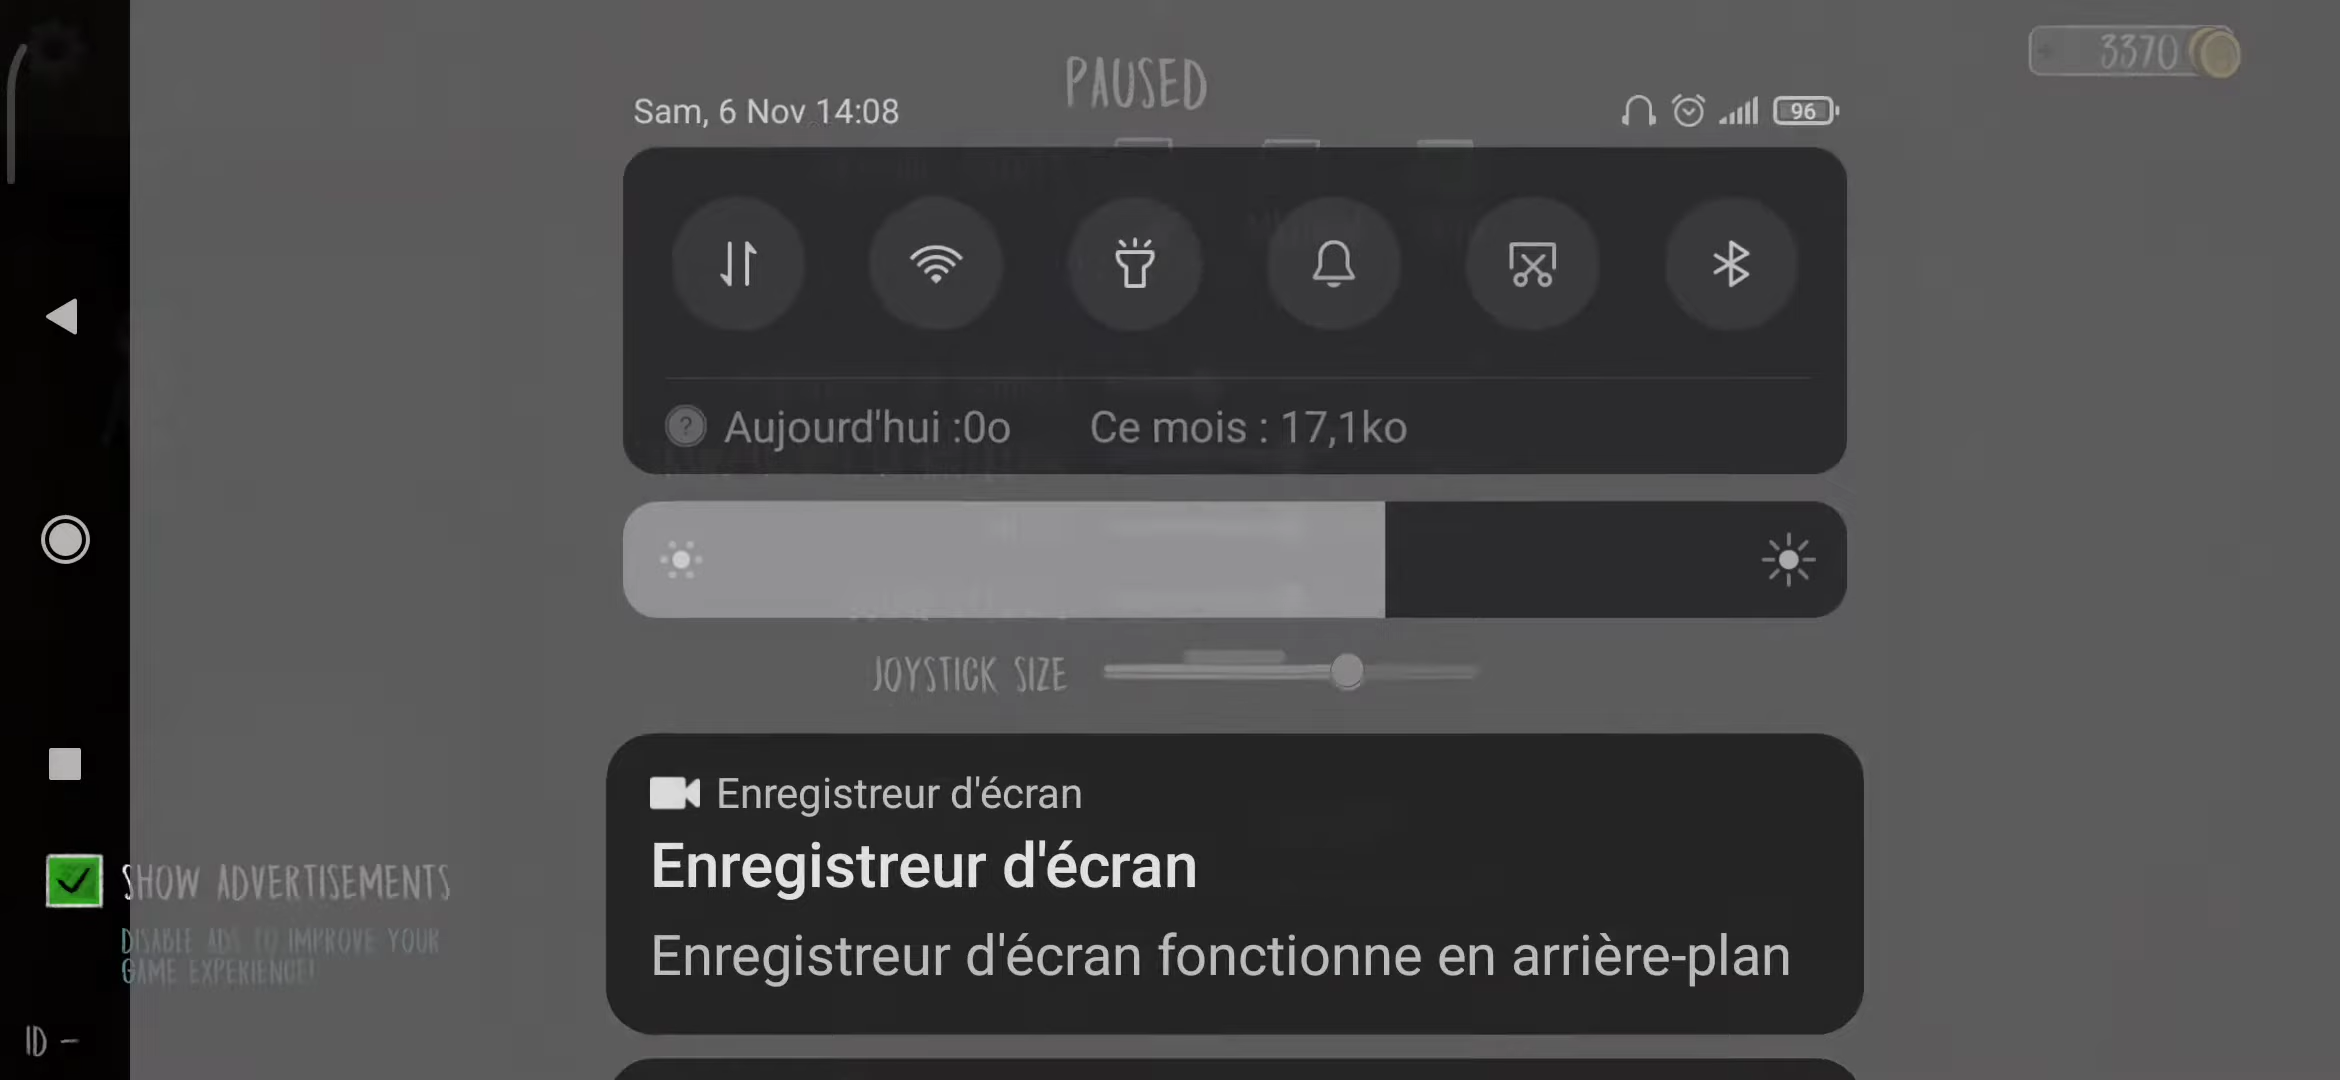 PAUSED
3370
Sam, 6 Nov 14:08
96
Aujourd'hui :0o Ce mois : 17,1ko
JOYSTICK SIZE
Enregistreur d'écran
Enregistreur d'écran
Enregistreur d'écran fonctionne en arrière-plan
SHOW ADVERTISEMENTS
DISABLE ADS TO IMPROVE YOUR
GAME EXPERIENCE!
ID -